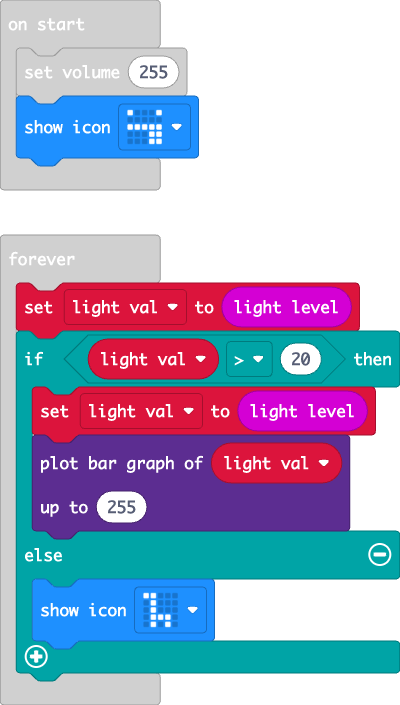 on start
set volume 255
show icon
forever
set light val to light level
if light val > 20 then
set light val to light level
plot bar graph of light val
up to 255
else
show icon